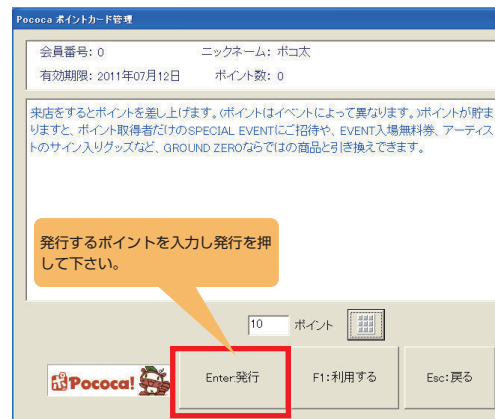 Pococa ポイントカード管理
会員番号: 0 ニックネーム: ポコ太
有効期限: 2011年07月12日 ポイント数: 0
来店をするとポイントを差し上げます。(ポイントはイベントによって異なります。)ポイントが貯ま
りますと、ポイント取得者だけのSPECIAL EVENTにご招待や、EVENT入場無料券、アーティス
トのサイン入りグッズなど、GROUND ZEROならではの商品と引き換えできます。
発行するポイントを入力し発行を押
して下さい。
10 ポイント
ポPococa!
Enter:発行 F1:利用する Esc:戻る